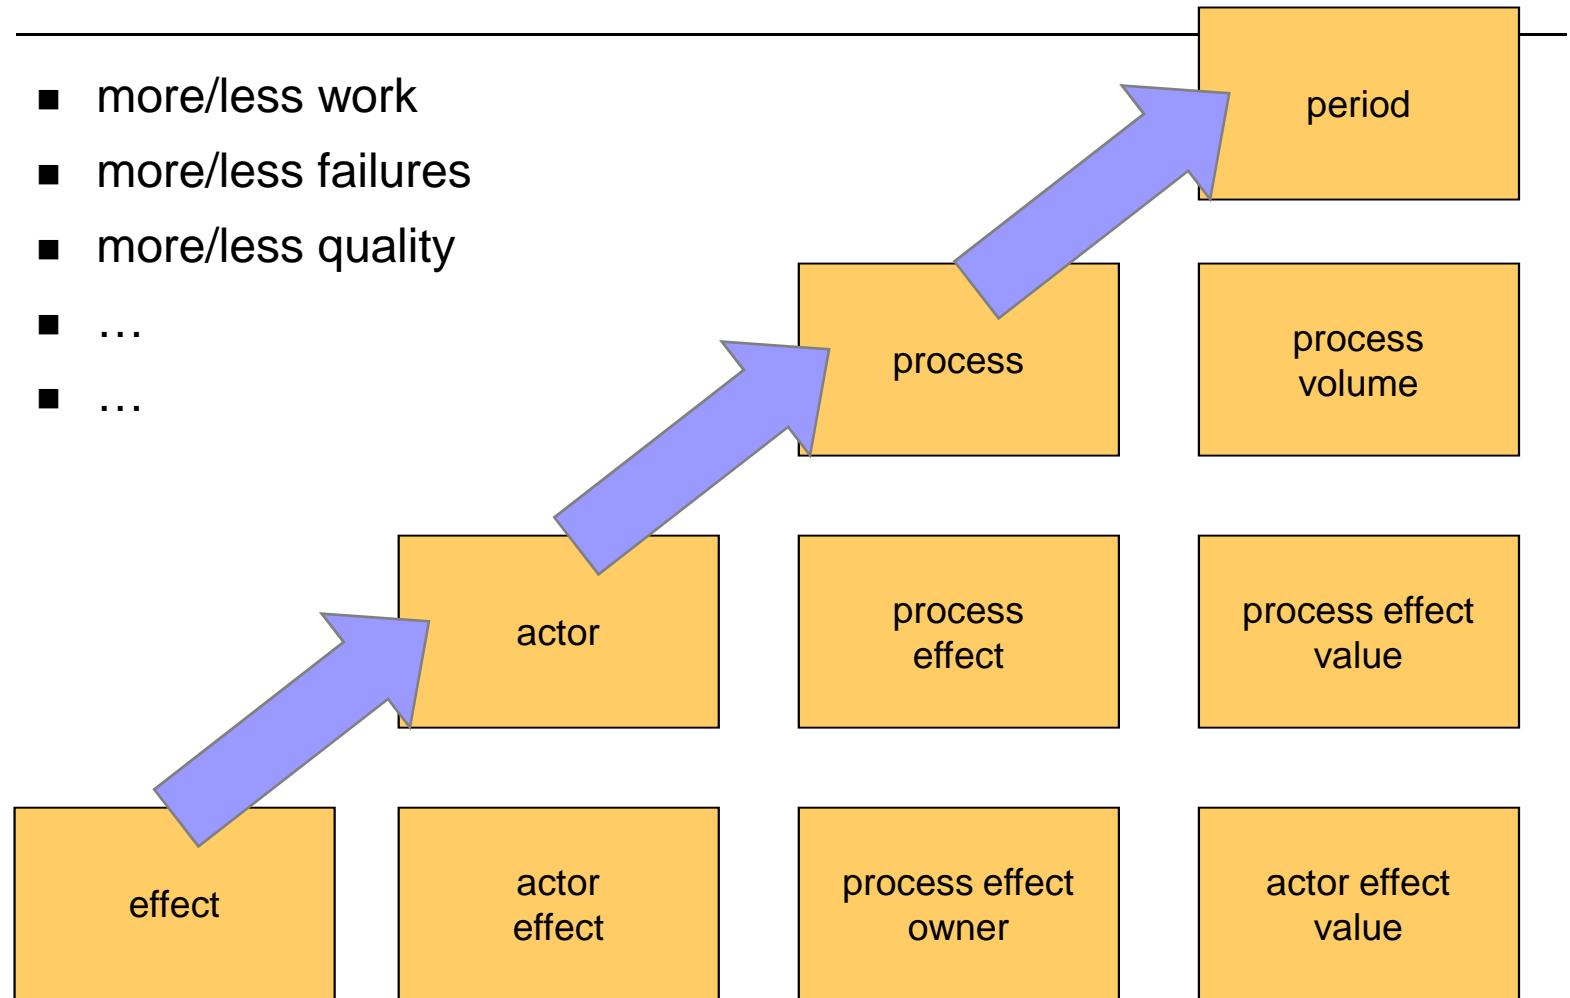 more/less work
more/less failures
more/less quality
…
…
period
process
process
volume
actor
process
effect
process effect
value
effect
actor
effect
process effect
owner
actor effect
value